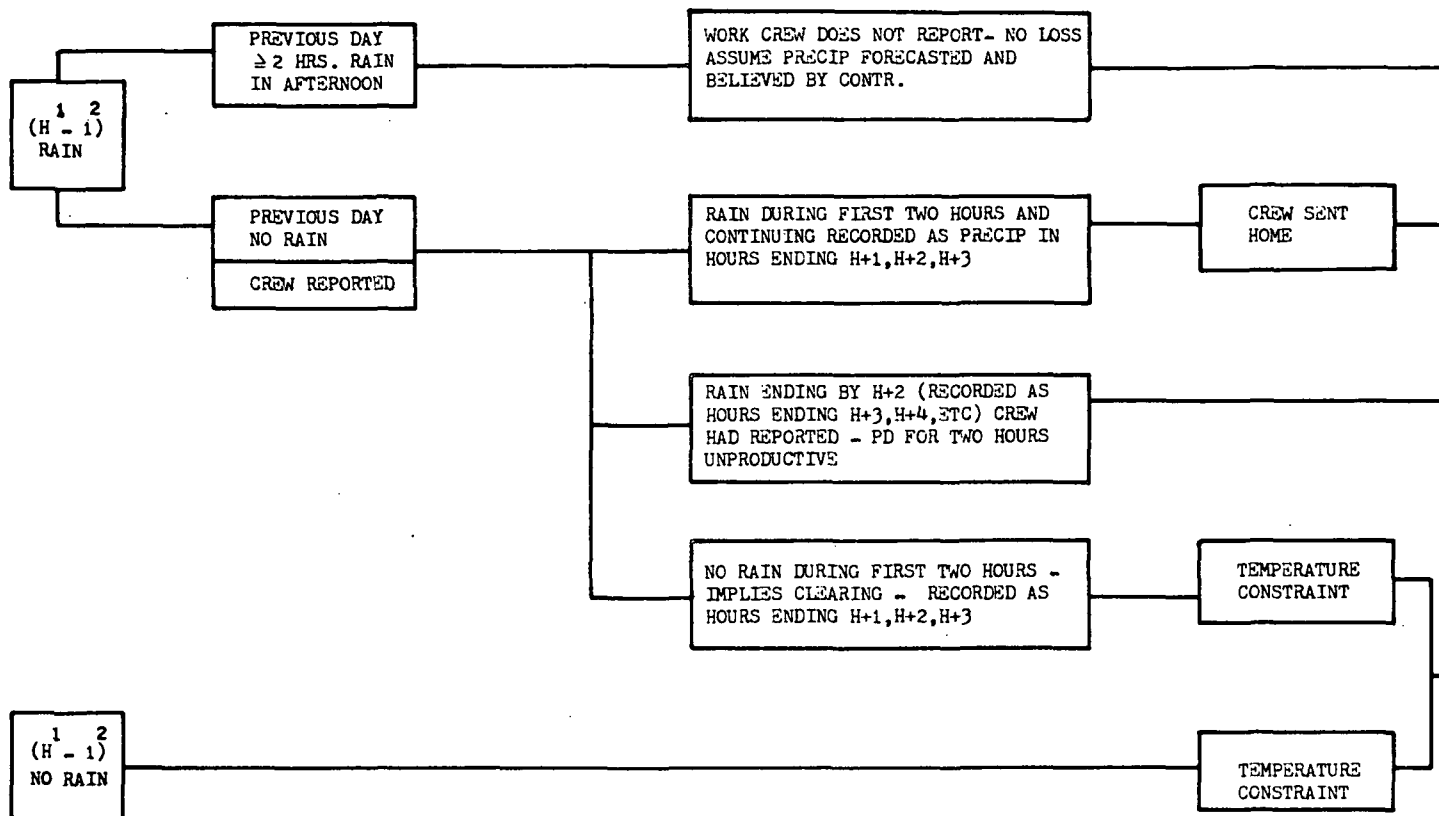 PREVIOUS DAY
≥ 2 HRS. RAIN
IN AFTERNOON
WORK CREW DOES NOT REPORT- NO LOSS
ASSUME PRECIP FORECASTED AND
BELIEVED BY CONTR.
1 2
(H - i)
RAIN
PREVIOUS DAY
NO RAIN
CREW REPORTED
RAIN DURING FIRST TWO HOURS AND
CONTINUING RECORDED AS PRECIP IN
HOURS ENDING H+1,H+2,H+3
CREW SENT
HOME
RAIN ENDING BY H+2 (RECORDED AS
HOURS ENDING H+3,H+4,ETC) CREW
HAD REPORTED - PD FOR TWO HOURS
UNPRODUCTIVE
NO RAIN DURING FIRST TWO HOURS -
IMPLIES CLEARING - RECORDED AS
HOURS ENDING H+1,H+2,H+3
TEMPERATURE
CONSTRAINT
1 2
(H - i)
NO RAIN
TEMPERATURE
CONSTRAINT